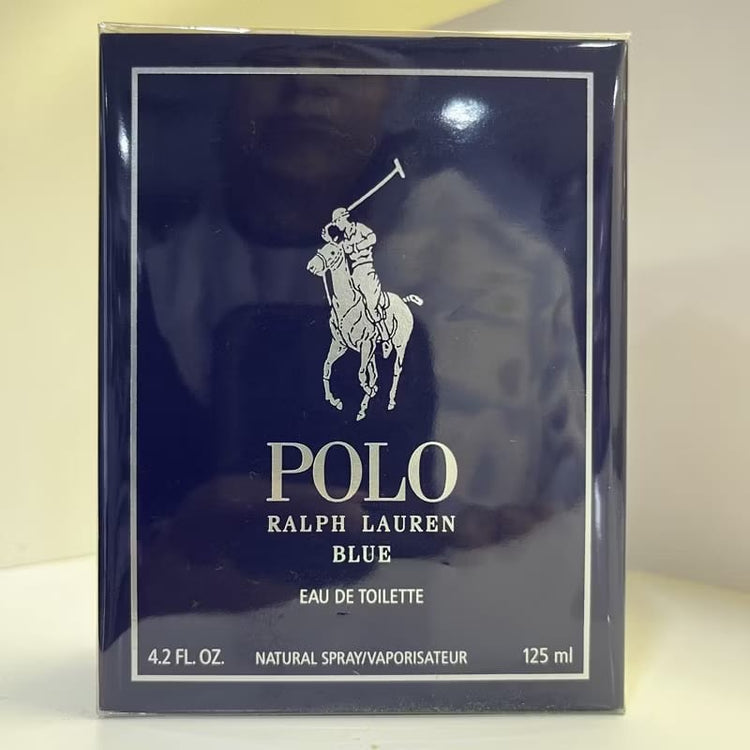 POLO
RALPH LAUREN
BLUE
EAU DE TOILETTE
4.2 FL. OZ. NATURAL SPRAY/VAPORISATEUR 125 ml